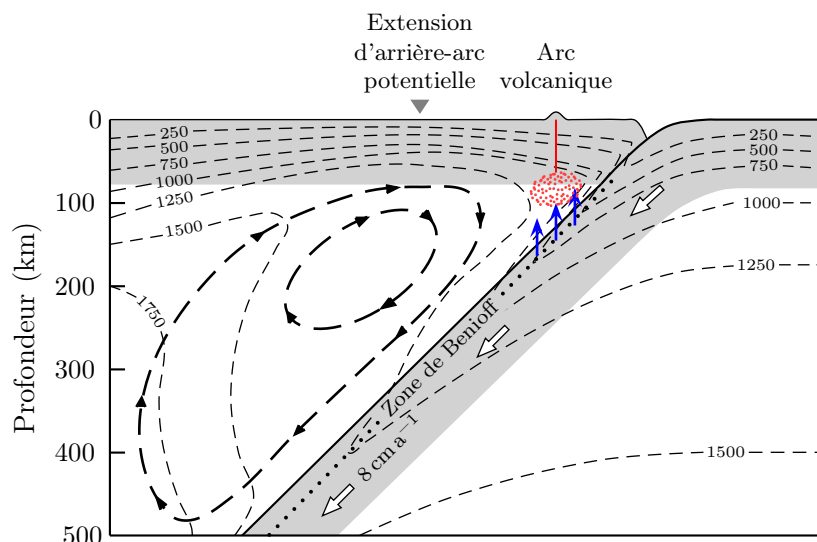 Extension
d'arrière-arc
potentielle
Arc
volcanique
0
100
200
300
400
500
Profondeur (km)
250
500
750
1000
1250
1500
1750
250
500
750
1000
1250
1500
Zone de Benioff
8 cm a⁻¹